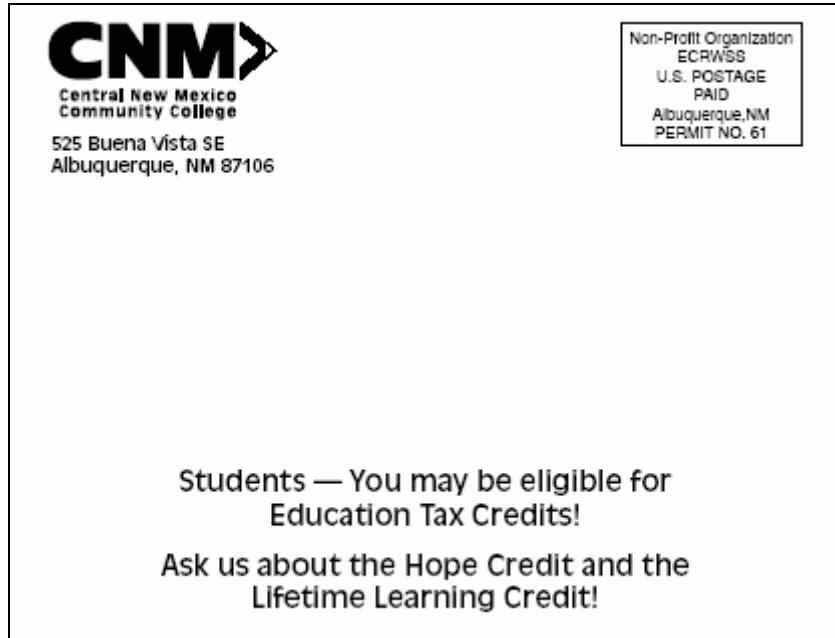 CNM
Central New Mexico
Community College
525 Buena Vista SE
Albuquerque, NM 87106
Non-Profit Organization
ECRWSS
U.S. POSTAGE
PAID
Albuquerque,NM
PERMIT NO. 61
Students — You may be eligible for
Education Tax Credits!
Ask us about the Hope Credit and the
Lifetime Learning Credit!